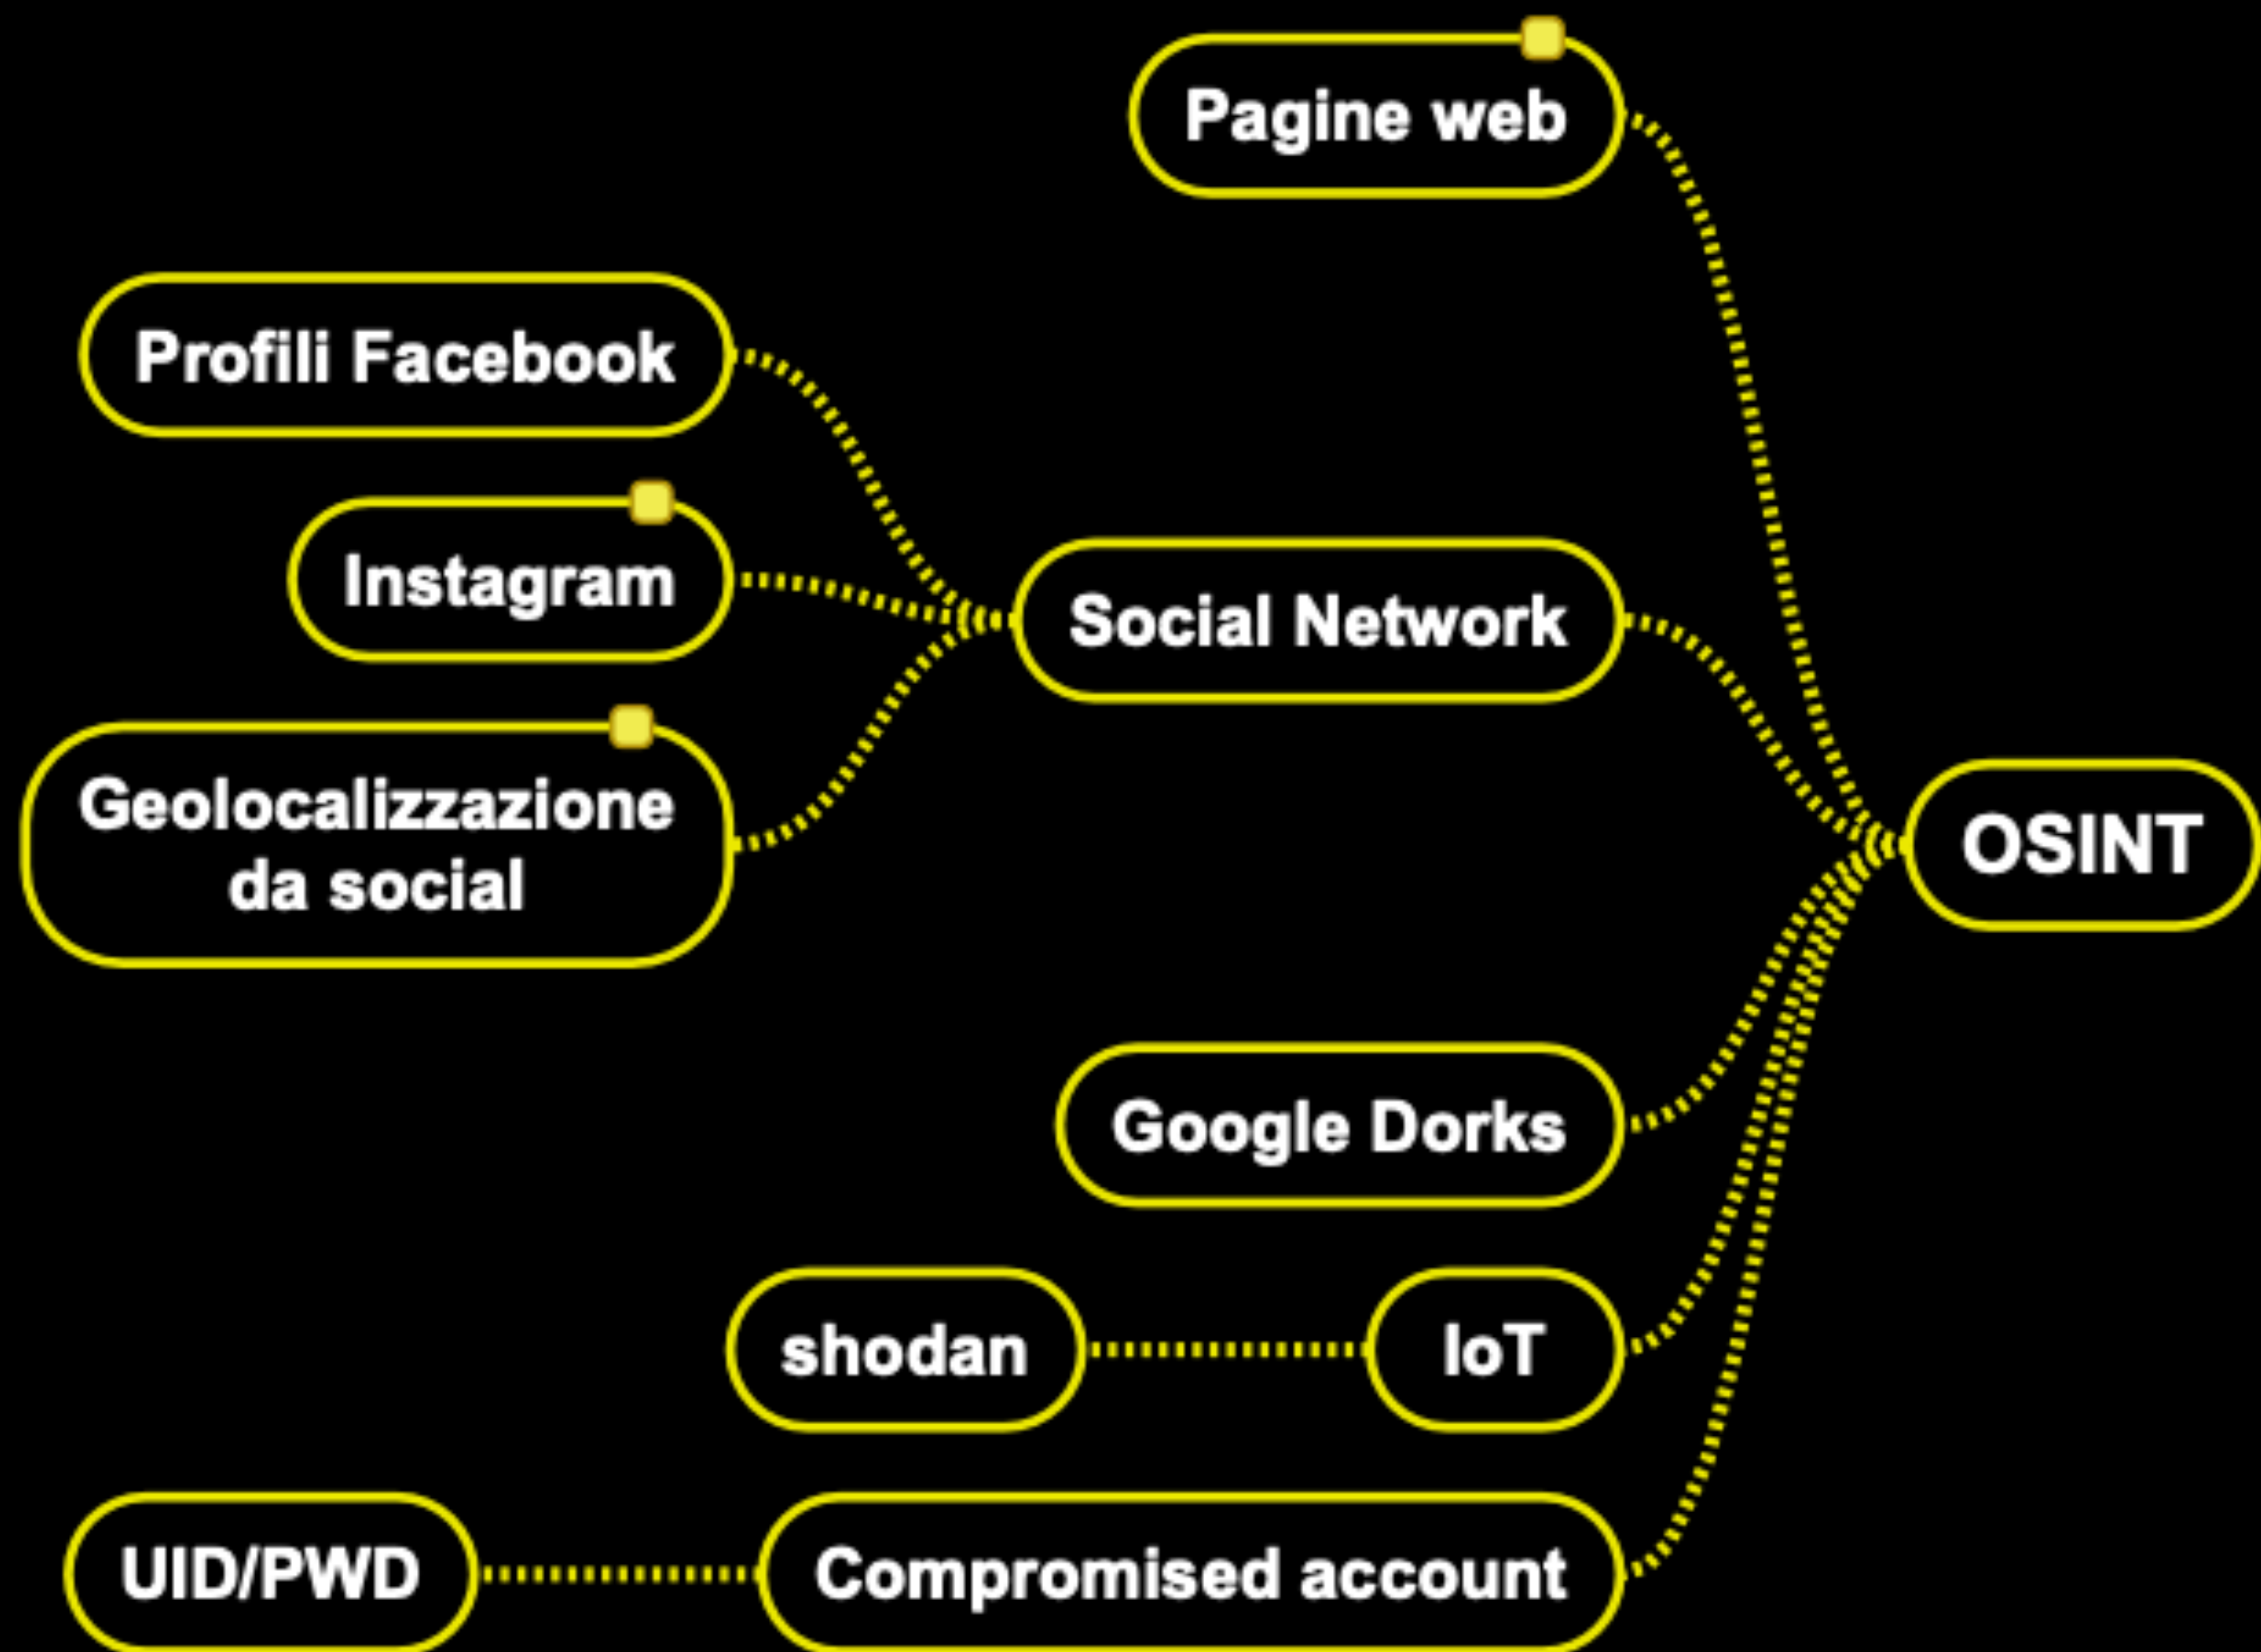 Pagine web
Profili Facebook
Instagram
Social Network
Geolocalizzazione
da social
OSINT
Google Dorks
shodan
IoT
UID/PWD
Compromised account